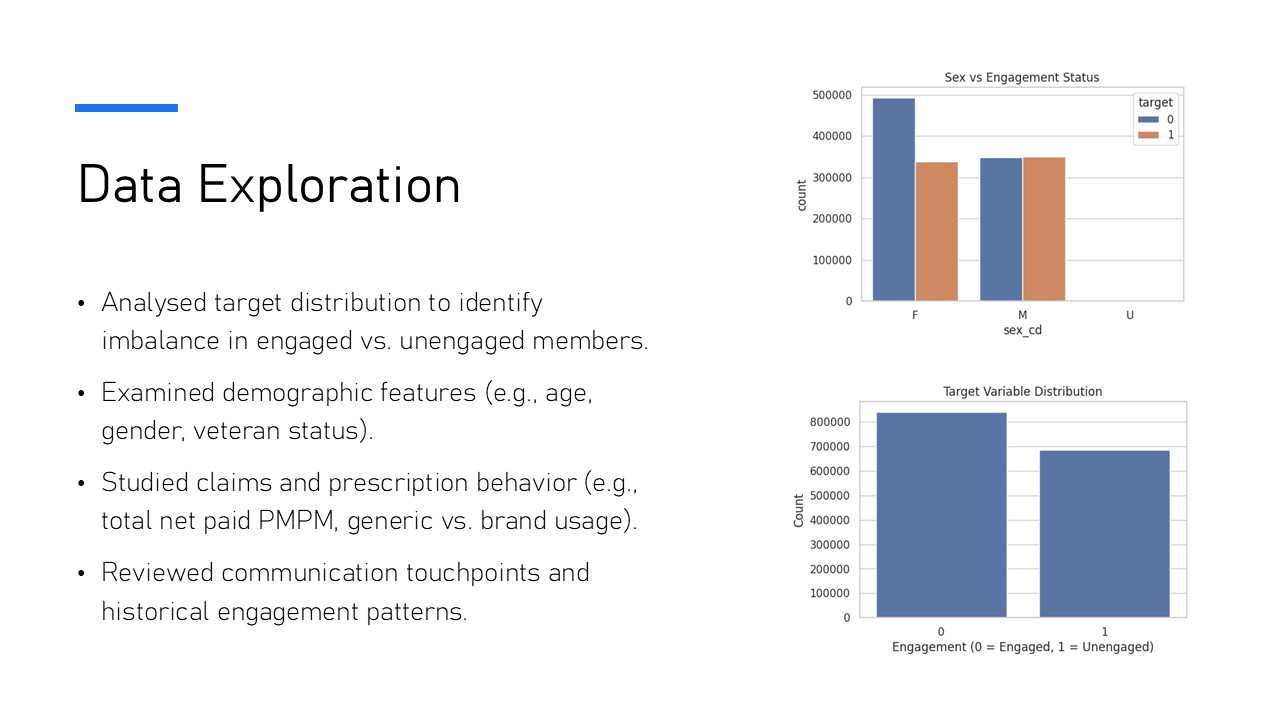 Data Exploration
• Analysed target distribution to identify
imbalance in engaged vs. unengaged members.
• Examined demographic features (e.g., age,
gender, veteran status).
• Studied claims and prescription behavior (e.g.,
total net paid PMPM, generic vs. brand usage).
• Reviewed communication touchpoints and
historical engagement patterns.
Sex vs Engagement Status
500000
400000
300000
200000
100000
0
count
target
0
1
F
M
U
sex_cd
Target Variable Distribution
800000
700000
600000
500000
400000
300000
200000
100000
0
Count
0
1
Engagement (0 = Engaged, 1 = Unengaged)